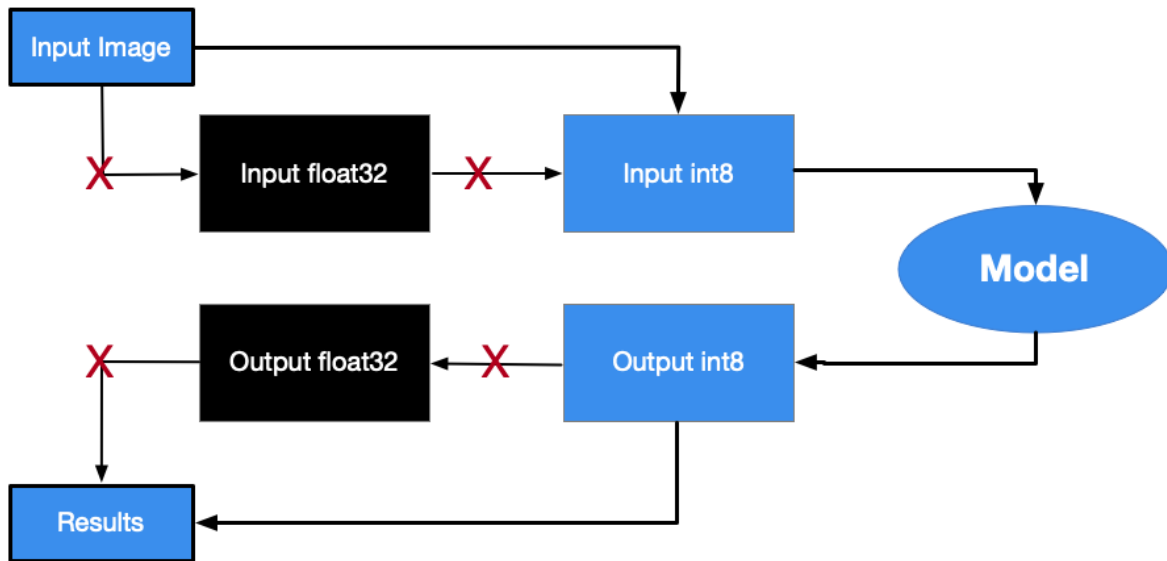 Input Image
Input float32
Input int8
Model
Output float32
Output int8
Results